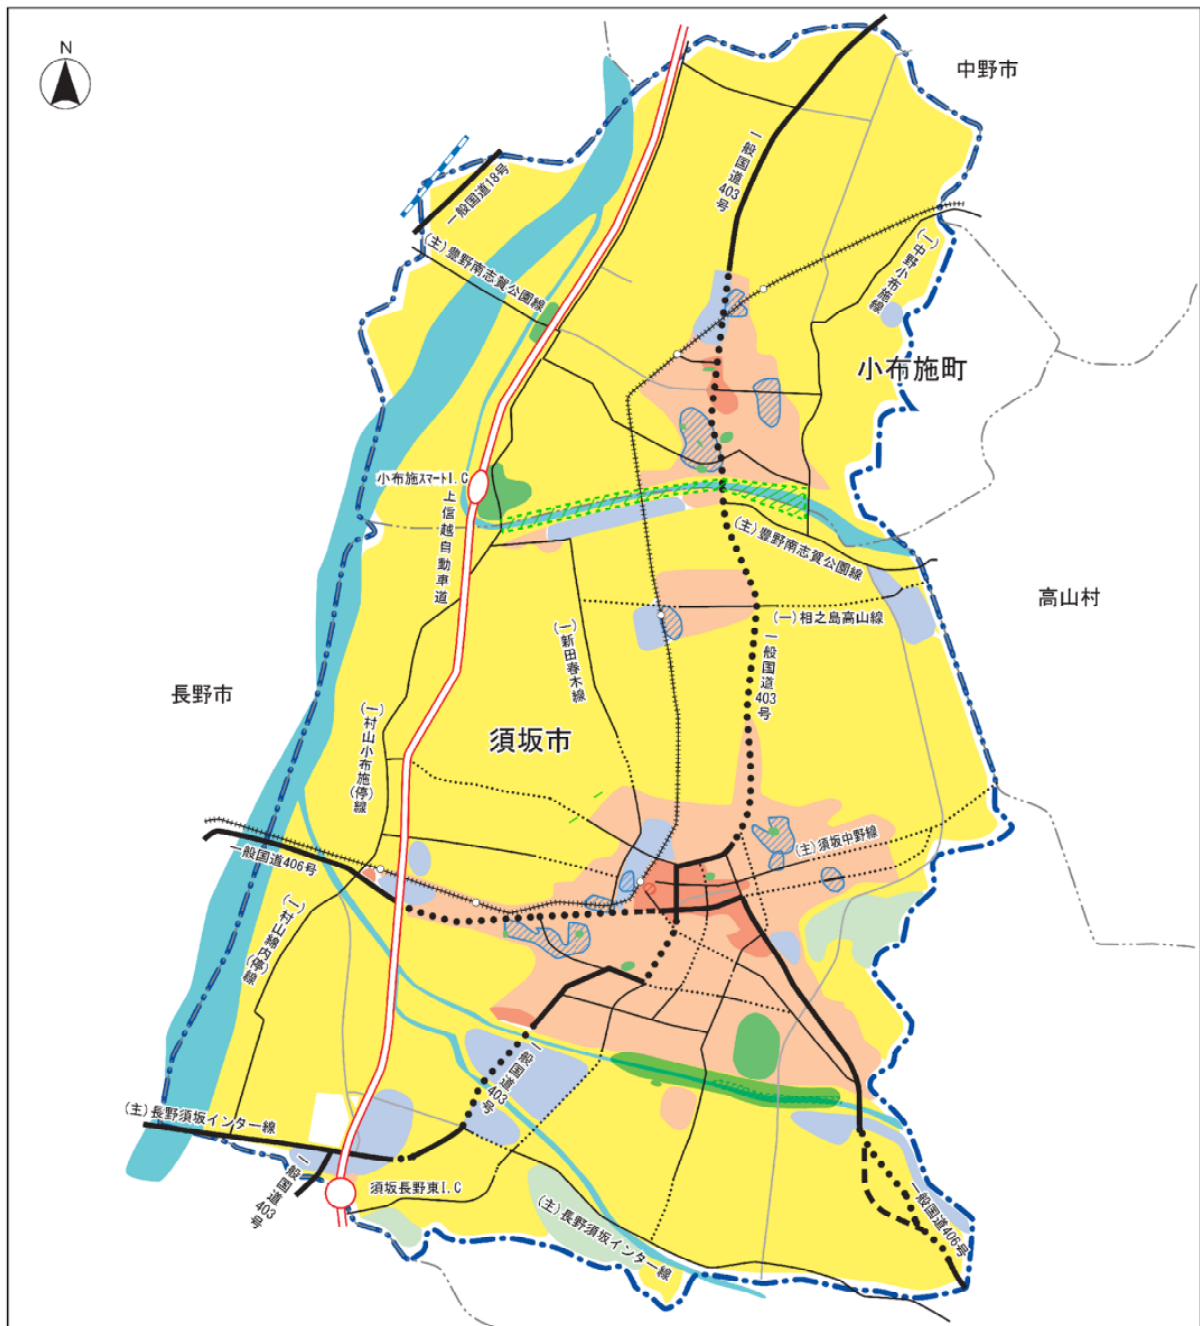 N
中野市
一般国道403号
一般国道18号
(主)豊野南志賀公園線
(一)中野小布施線
小布施町
小布施スマートI.C
上信越自動車道
(主)豊野南志賀公園線
高山村
(一)相之島高山線
(一)新田春木線
一般国道403号
長野市
(一)村山小布施(停)線
須坂市
(主)須坂中野線
一般国道406号
(一)村山綿内(停)線
一般国道403号
(主)長野須坂インター線
一般国道403号
須坂長野東I.C
(主)長野須坂インター線
一般国道406号